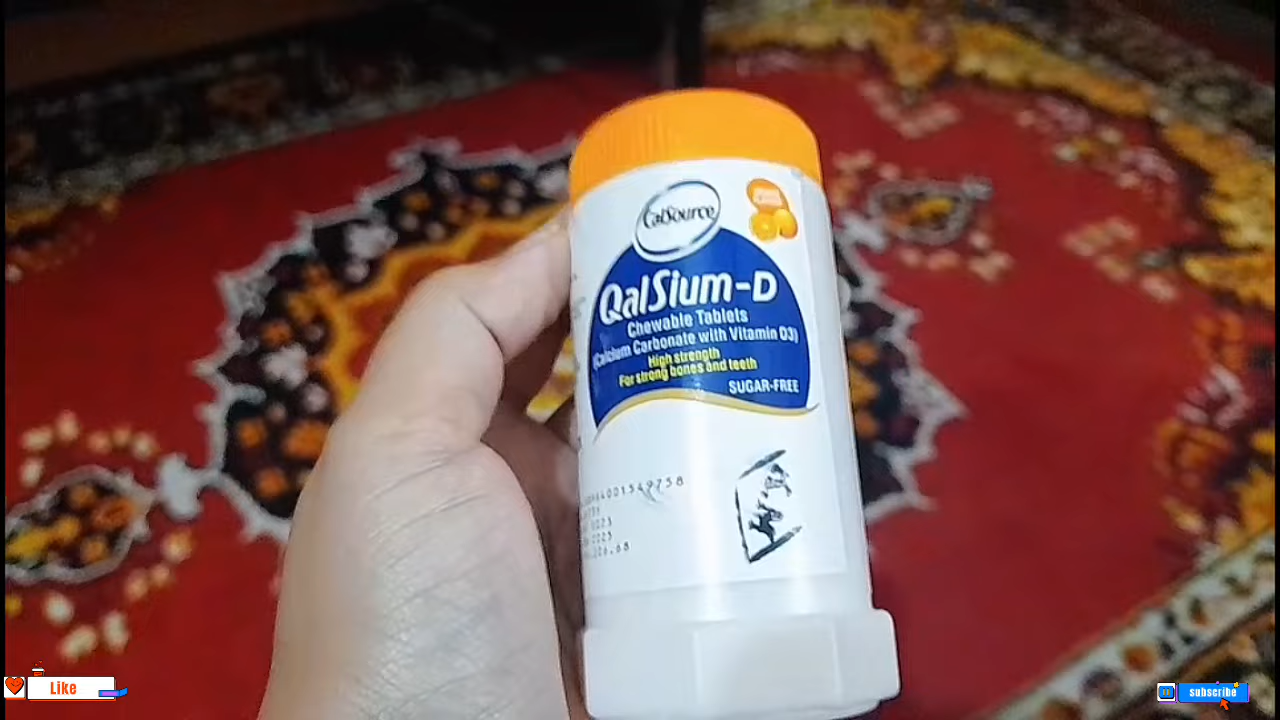 CalSource
QalSium-D
Chewable Tablets
(Calcium Carbonate with Vitamin D3)
High strength
For strong bones and teeth
SUGAR-FREE
Like
subscribe